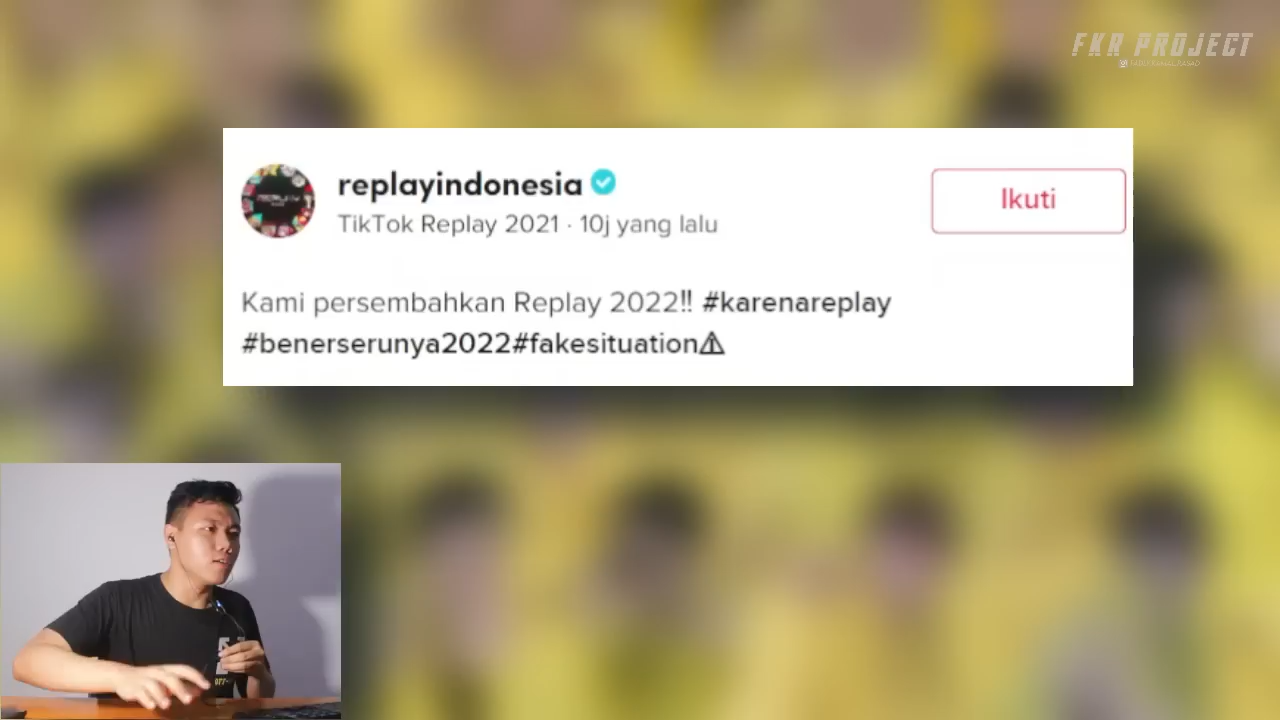 FKR PROJECT
replayindonesia
TikTok Replay 2021 · 10j yang lalu
Ikuti
Kami persembahkan Replay 2022‼ #karenareplay
#benerserunya2022#fakesituation⚠